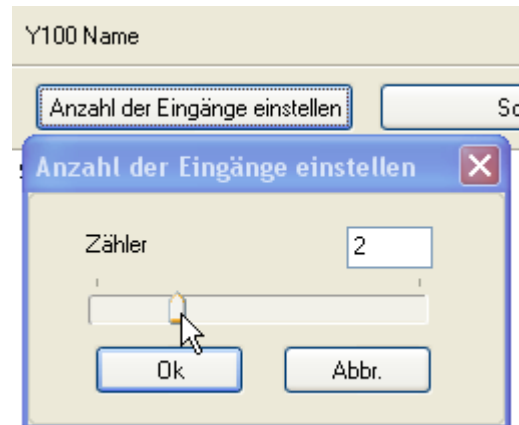 Y100 Name
Anzahl der Eingänge einstellen
Anzahl der Eingänge einstellen
Zähler 2
Ok Abbr.